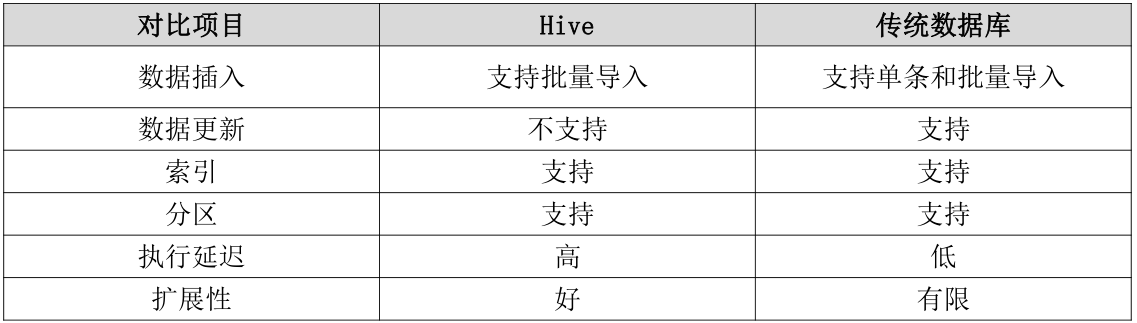 对比项目 Hive 传统数据库
数据插入 支持批量导入 支持单条和批量导入
数据更新 不支持 支持
索引 支持 支持
分区 支持 支持
执行延迟 高 低
扩展性 好 有限